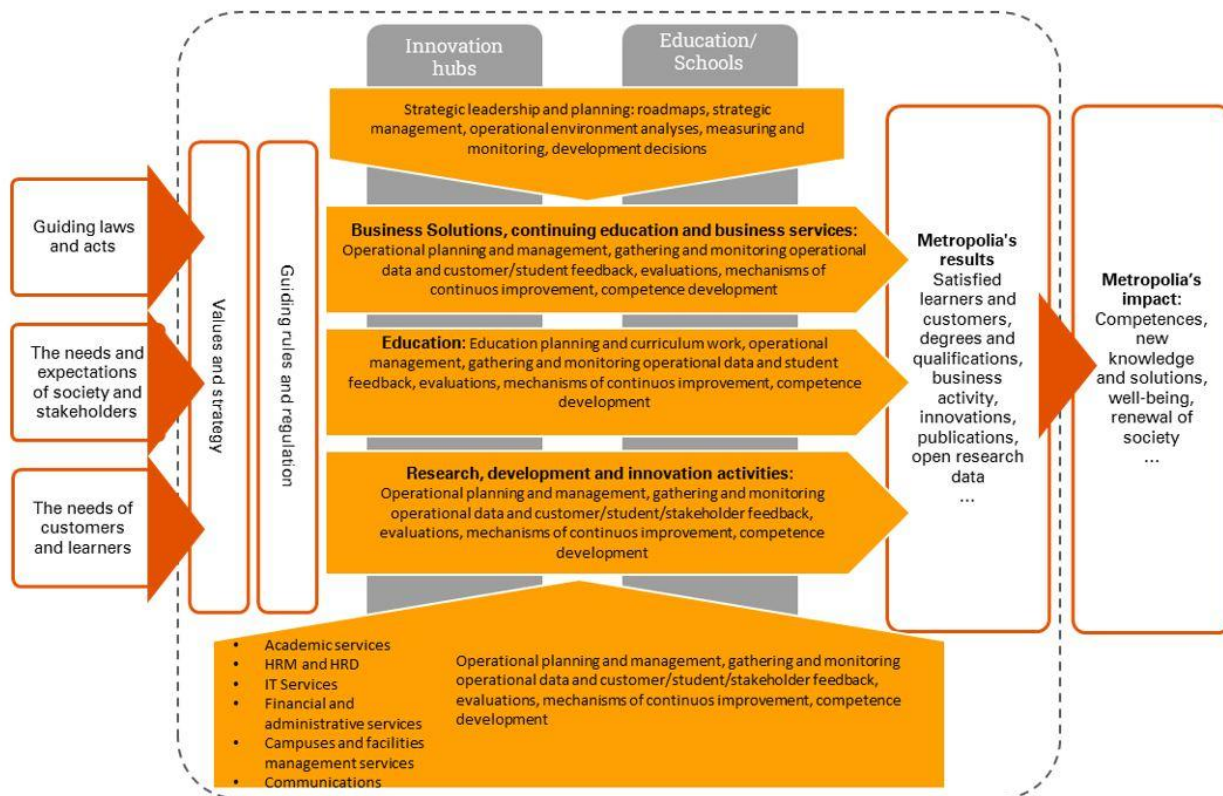 Innovation
hubs
Education/
Schools
Strategic leadership and planning: roadmaps, strategic
management, operational environment analyses, measuring and
monitoring, development decisions
Guiding laws
and acts
The needs and
expectations
of society and
stakeholders
The needs of
customers
and learners
Values and strategy
Guiding rules and regulation
Business Solutions, continuing education and business services:
Operational planning and management, gathering and monitoring operational
data and customer/student feedback, evaluations, mechanisms of
continuos improvement, competence development
Education: Education planning and curriculum work, operational
management, gathering and monitoring operational data and student
feedback, evaluations, mechanisms of continuos improvement, competence
development
Research, development and innovation activities:
Operational planning and management, gathering and monitoring
operational data and customer/student/stakeholder feedback,
evaluations, mechanisms of continuos improvement, competence
development
• Academic services
• HRM and HRD
• IT Services
• Financial and
administrative services
• Campuses and facilities
management services
• Communications
Operational planning and management, gathering and monitoring
operational data and customer/student/stakeholder feedback,
evaluations, mechanisms of continuos improvement, competence
development
Metropolia's
results
Satisfied
learners and
customers,
degrees and
qualifications,
business
activity,
innovations,
publications,
open research
data
...
Metropolia's
impact:
Competences,
new
knowledge
and solutions,
well-being,
renewal of
society
...